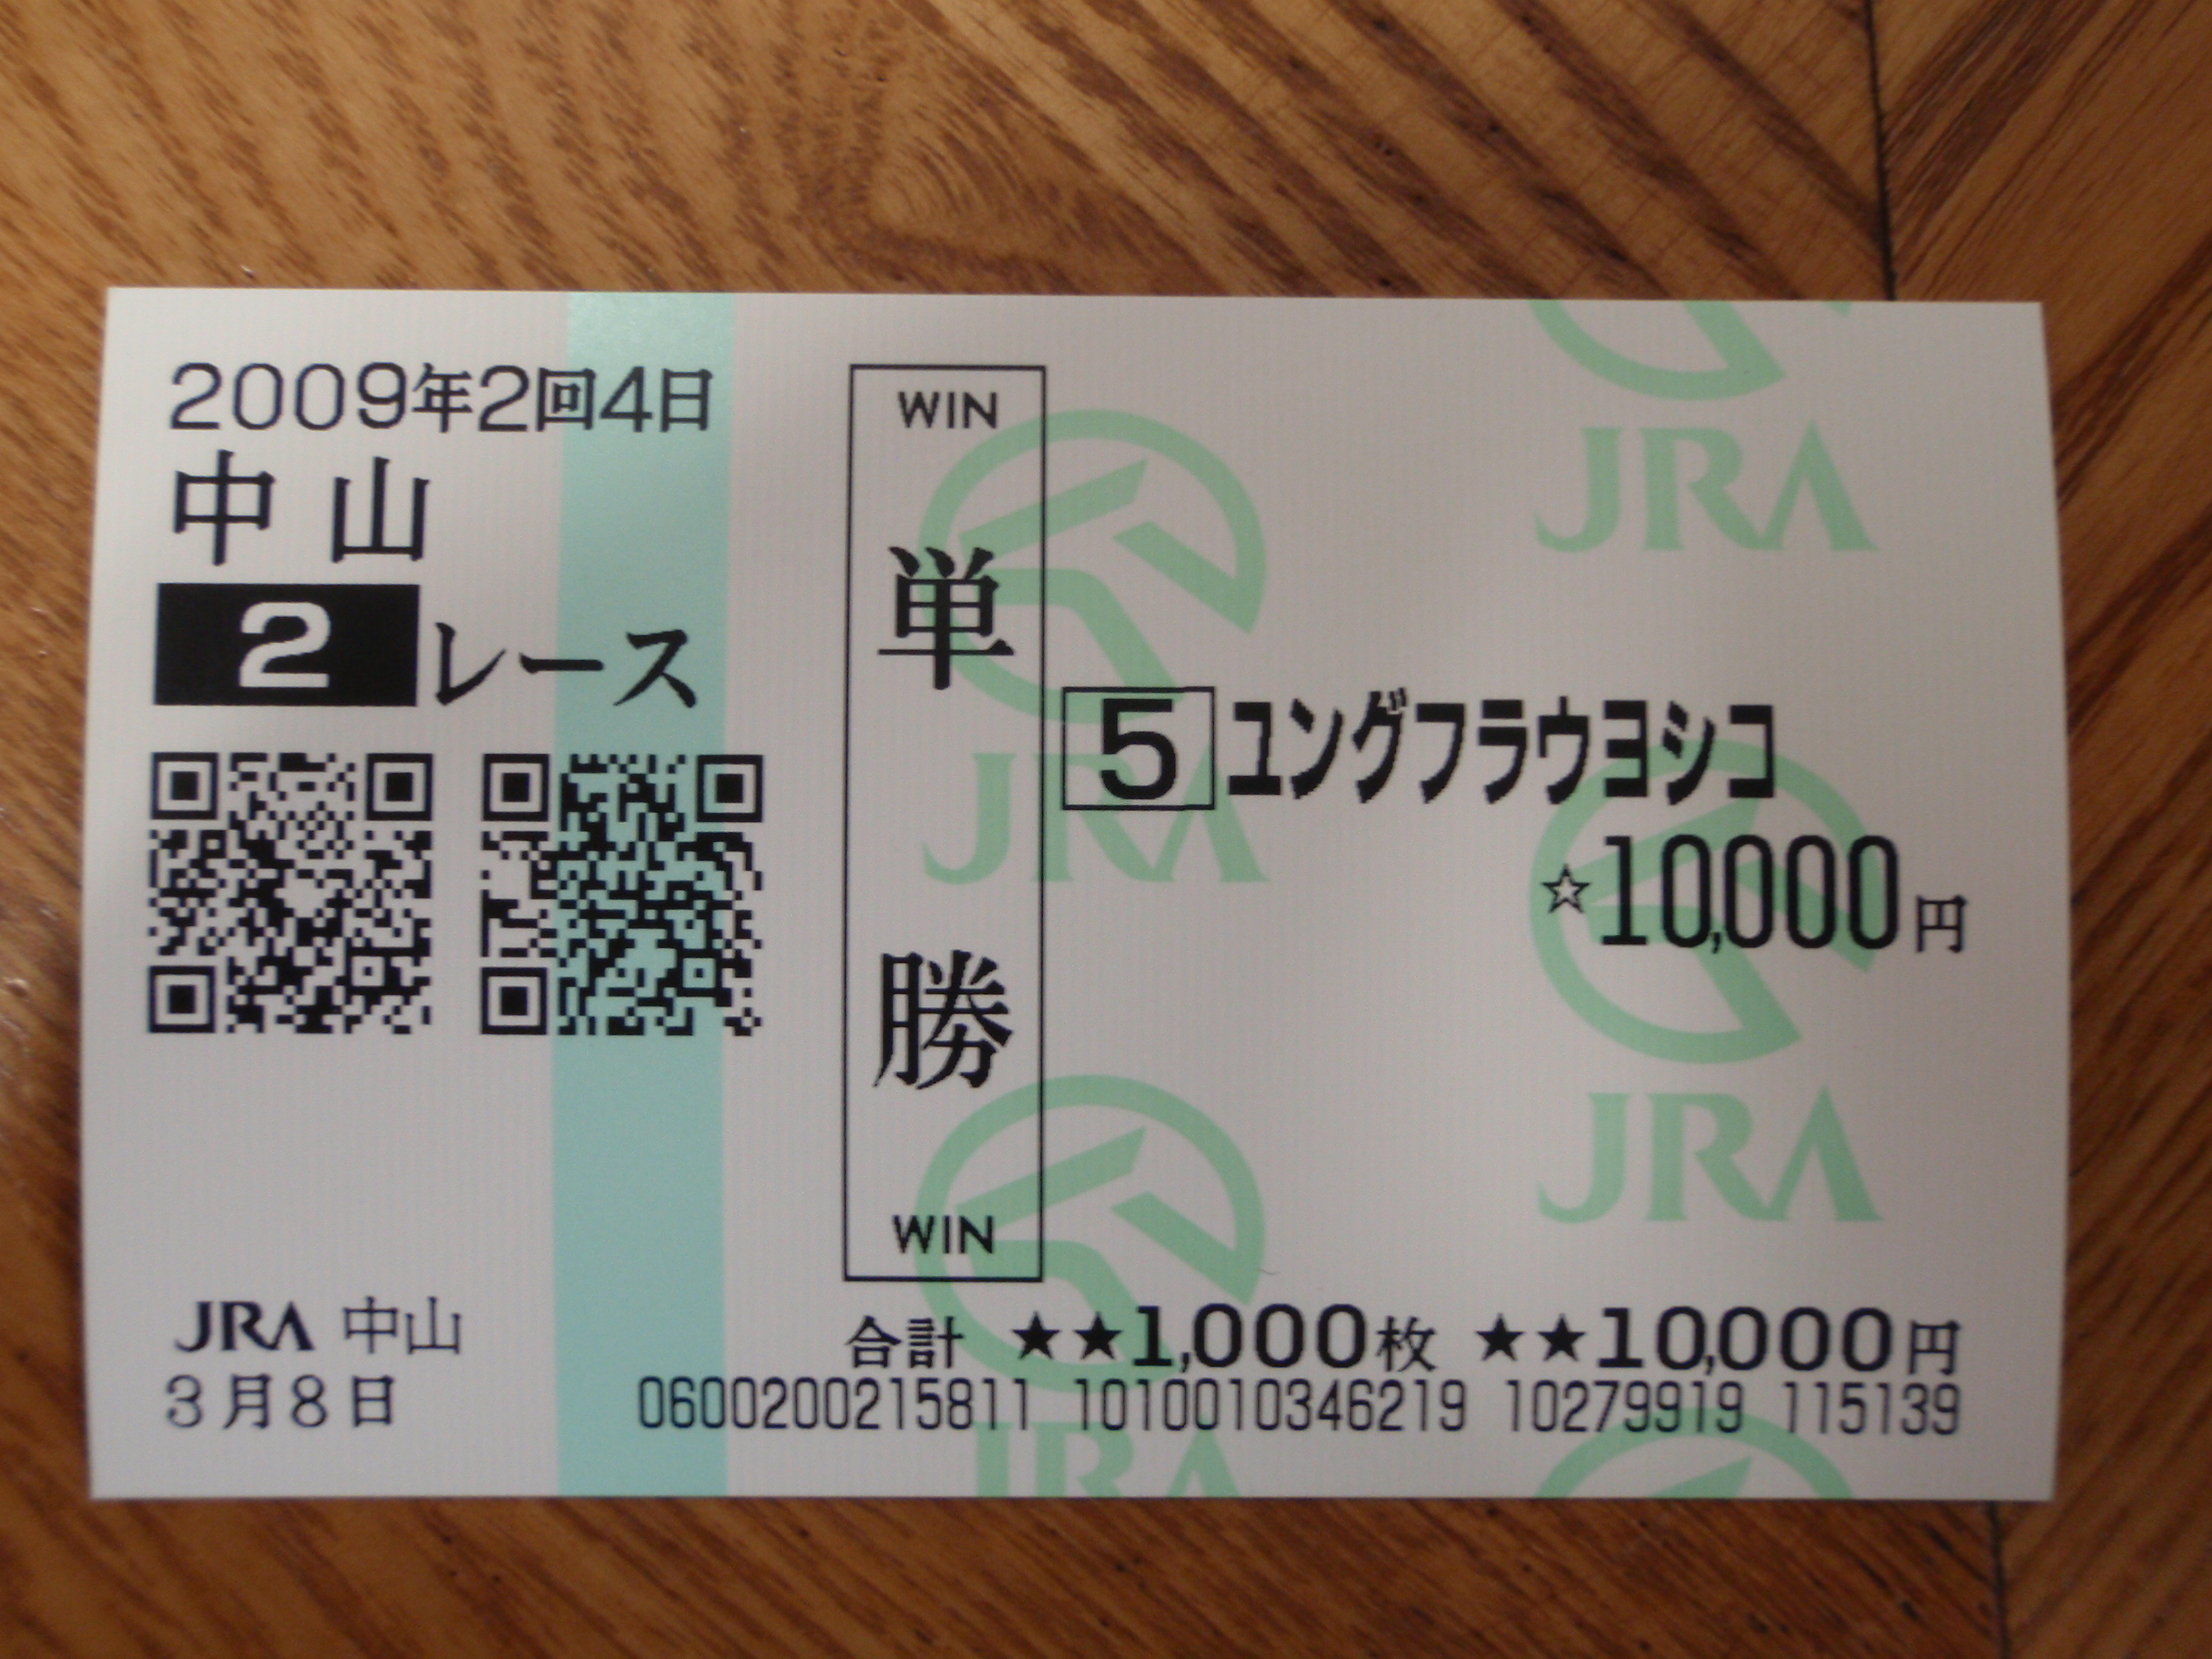 2009年2回4日
中山
2レース
WIN
単勝
WIN
5 ユングフラウヨシコ
☆10,000円
JRA 中山
3月8日
合計 ★★1,000枚 ★★10,000円
0600200215811 1010010346219 10279919 115139
JRA
JRA
JRA
JRA